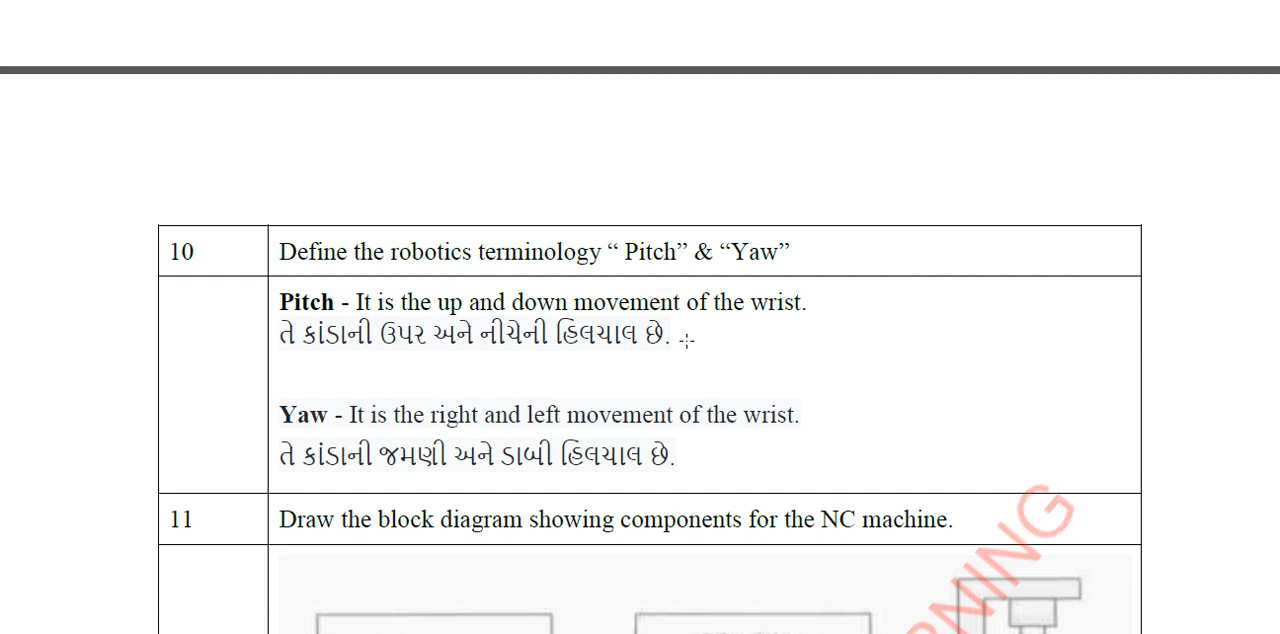 10 Define the robotics terminology “ Pitch” & “Yaw”
Pitch - It is the up and down movement of the wrist.
તે કાંડાની ઉપર અને નીચેની હિલચાલ છે.
Yaw - It is the right and left movement of the wrist.
તે કાંડાની જમણી અને ડાબી હિલચાલ છે.
11 Draw the block diagram showing components for the NC machine.